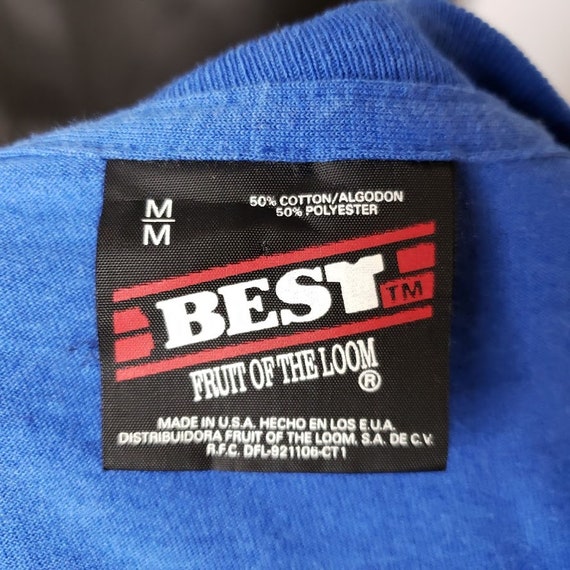 M
M
50% COTTON/ALGODON
50% POLYESTER
BEST TM
FRUIT OF THE LOOM ®
MADE IN U.S.A. HECHO EN LOS E.U.A.
DISTRIBUIDORA FRUIT OF THE LOOM, S.A. DE C.V.
R.F.C. DFL-921106-CT1